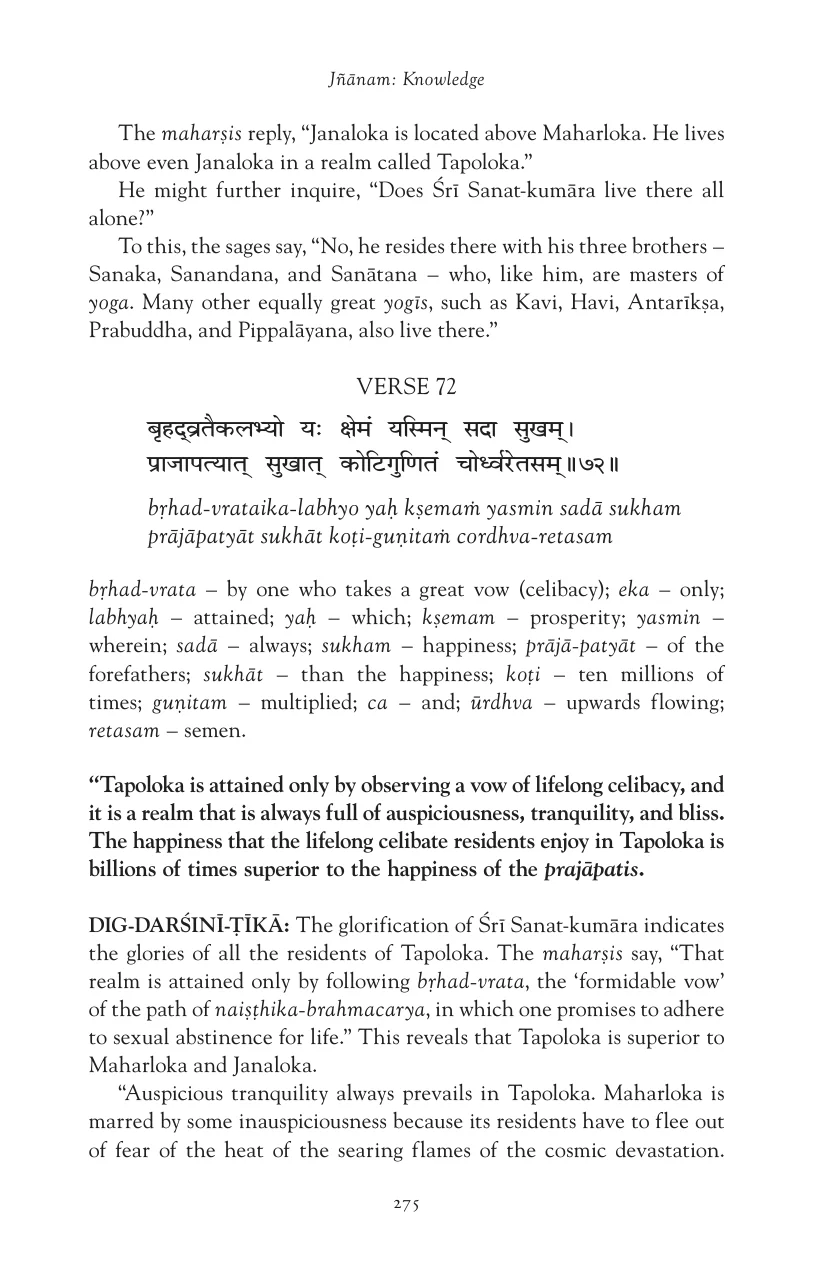 Jñānam: Knowledge
The maharṣis reply, “Janaloka is located above Maharloka. He lives
above even Janaloka in a realm called Tapoloka.”
He might further inquire, “Does Śrī Sanat-kumāra live there all
alone?”
To this, the sages say, “No, he resides there with his three brothers –
Sanaka, Sanandana, and Sanātana – who, like him, are masters of
yoga. Many other equally great yogīs, such as Kavi, Havi, Antarīkṣa,
Prabuddha, and Pippalāyana, also live there.”
VERSE 72
बृहद्व्रतैकलभ्यो यः क्षेमं यस्मिन् सदा सुखम्।
प्राजापत्यात् सुखात् कोटिगुणितं चोर्ध्वरेतसम्॥७२॥
bṛhad-vrataika-labhyo yaḥ kṣemaṁ yasmin sadā sukham
prājāpatyāt sukhāt koṭi-guṇitaṁ cordhva-retasam
bṛhad-vrata – by one who takes a great vow (celibacy); eka – only;
labhyaḥ – attained; yaḥ – which; kṣemam – prosperity; yasmin –
wherein; sadā – always; sukham – happiness; prājā-patyāt – of the
forefathers; sukhāt – than the happiness; koṭi – ten millions of
times; guṇitam – multiplied; ca – and; ūrdhva – upwards flowing;
retasam – semen.
“Tapoloka is attained only by observing a vow of lifelong celibacy, and
it is a realm that is always full of auspiciousness, tranquility, and bliss.
The happiness that the lifelong celibate residents enjoy in Tapoloka is
billions of times superior to the happiness of the prajāpatis.
DIG-DARŚINĪ-ṬĪKĀ: The glorification of Śrī Sanat-kumāra indicates
the glories of all the residents of Tapoloka. The maharṣis say, “That
realm is attained only by following bṛhad-vrata, the ‘formidable vow’
of the path of naiṣṭhika-brahmacarya, in which one promises to adhere
to sexual abstinence for life.” This reveals that Tapoloka is superior to
Maharloka and Janaloka.
“Auspicious tranquility always prevails in Tapoloka. Maharloka is
marred by some inauspiciousness because its residents have to flee out
of fear of the heat of the searing flames of the cosmic devastation.
275